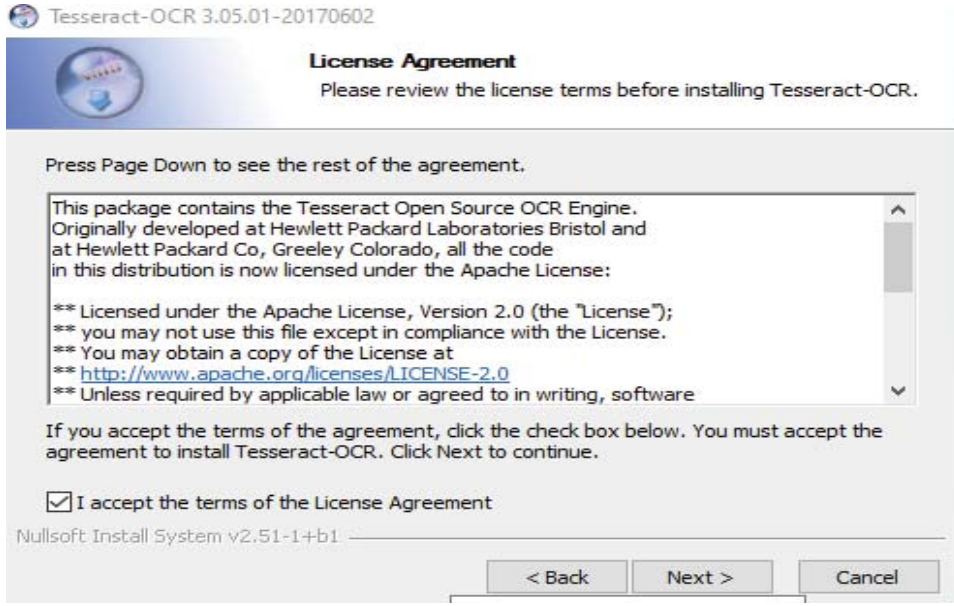 Tesseract-OCR 3.05.01-20170602
License Agreement
Please review the license terms before installing Tesseract-OCR.
Press Page Down to see the rest of the agreement.
This package contains the Tesseract Open Source OCR Engine.
Originally developed at Hewlett Packard Laboratories Bristol and
at Hewlett Packard Co, Greeley Colorado, all the code
in this distribution is now licensed under the Apache License:
** Licensed under the Apache License, Version 2.0 (the "License");
** you may not use this file except in compliance with the License.
** You may obtain a copy of the License at
** http://www.apache.org/licenses/LICENSE-2.0
** Unless required by applicable law or agreed to in writing, software
If you accept the terms of the agreement, click the check box below. You must accept the
agreement to install Tesseract-OCR. Click Next to continue.
I accept the terms of the License Agreement
Nullsoft Install System v2.51-1+b1
< Back Next > Cancel